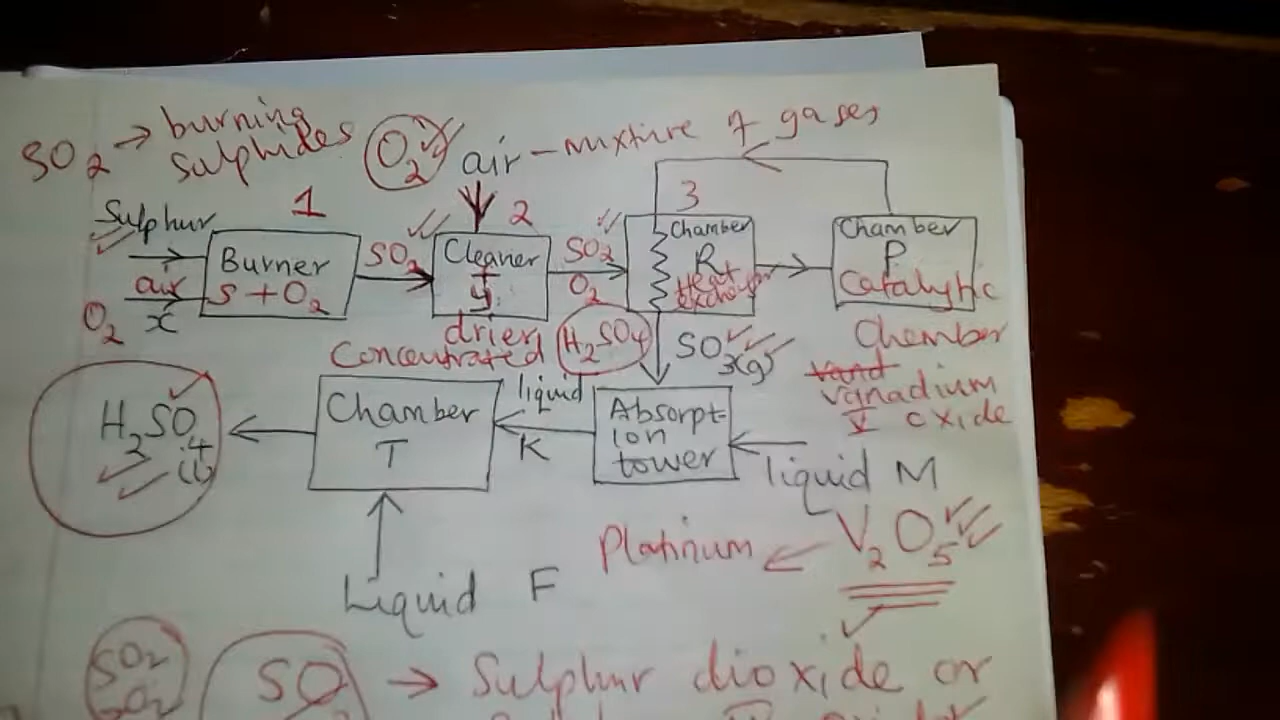 SO2 → burning
sulphides
O2 air - mixture of gases
Sulphur
1
2
3
Burner
S + O2
air
x
O2
SO2
Cleaner
+
y
drier
Concentrated H2SO4
SO2
O2
Chamber
R
Heat
exchanger
Chamber
P
Catalytic
Chamber
vanadium
V oxide
SO3(g)
H2SO4
(l)
Chamber
T
liquid
K
Absorpt-
ion
tower
liquid M
Platinum ← V2O5
Liquid F
SO2
SO → Sulphur dioxide or